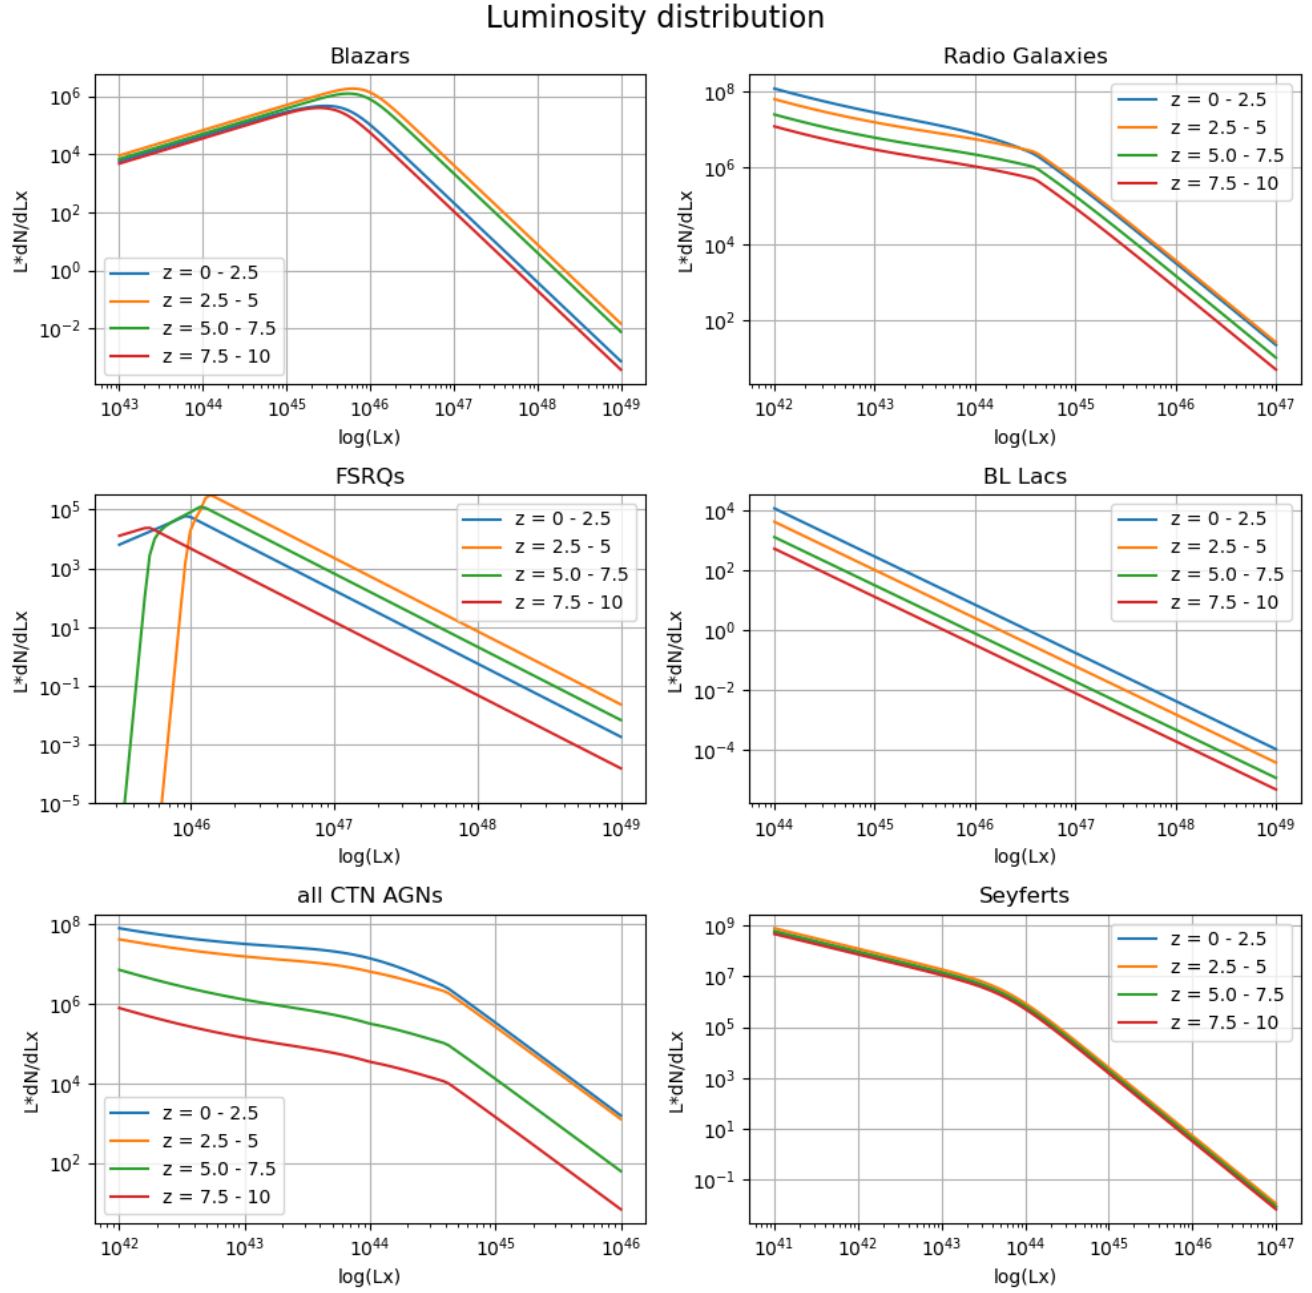 Luminosity distribution
Blazars
L*dN/dLx
10^6
10^4
10^2
10^0
10^-2
z = 0 - 2.5
z = 2.5 - 5
z = 5.0 - 7.5
z = 7.5 - 10
10^43 10^44 10^45 10^46 10^47 10^48 10^49
log(Lx)
Radio Galaxies
L*dN/dLx
10^8
10^6
10^4
10^2
z = 0 - 2.5
z = 2.5 - 5
z = 5.0 - 7.5
z = 7.5 - 10
10^42 10^43 10^44 10^45 10^46 10^47
log(Lx)
FSRQs
L*dN/dLx
10^5
10^3
10^1
10^-1
10^-3
10^-5
z = 0 - 2.5
z = 2.5 - 5
z = 5.0 - 7.5
z = 7.5 - 10
10^46 10^47 10^48 10^49
log(Lx)
BL Lacs
L*dN/dLx
10^4
10^2
10^0
10^-2
10^-4
z = 0 - 2.5
z = 2.5 - 5
z = 5.0 - 7.5
z = 7.5 - 10
10^44 10^45 10^46 10^47 10^48 10^49
log(Lx)
all CTN AGNs
L*dN/dLx
10^8
10^6
10^4
10^2
z = 0 - 2.5
z = 2.5 - 5
z = 5.0 - 7.5
z = 7.5 - 10
10^42 10^43 10^44 10^45 10^46
log(Lx)
Seyferts
L*dN/dLx
10^9
10^7
10^5
10^3
10^1
10^-1
z = 0 - 2.5
z = 2.5 - 5
z = 5.0 - 7.5
z = 7.5 - 10
10^41 10^42 10^43 10^44 10^45 10^46 10^47
log(Lx)